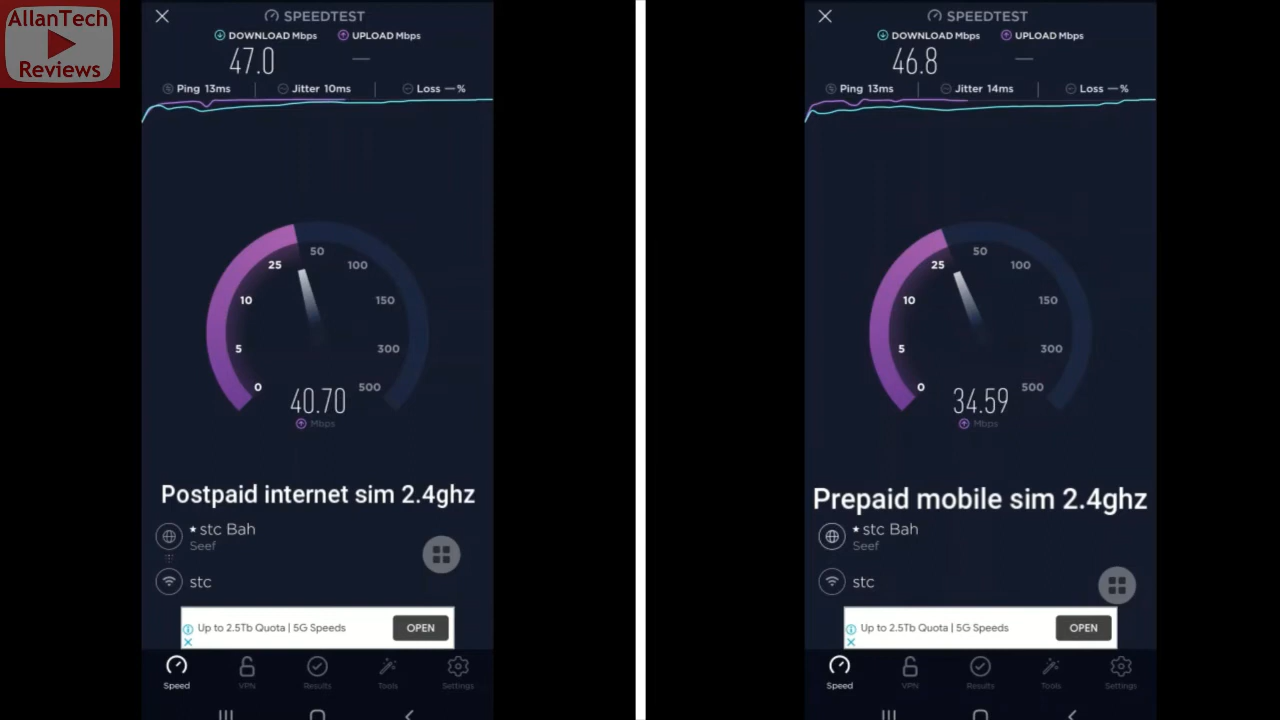 AllanTech
Reviews
SPEEDTEST
DOWNLOAD Mbps UPLOAD Mbps
47.0 —
Ping 13ms Jitter 10ms Loss — %
0
5
10
25
50
100
150
300
500
40.70
Mbps
Postpaid internet sim 2.4ghz
* stc Bah
Seef
stc
Up to 2.5Tb Quota | 5G Speeds OPEN
Speed VPN Results Tools Settings
SPEEDTEST
DOWNLOAD Mbps UPLOAD Mbps
46.8 —
Ping 13ms Jitter 14ms Loss — %
0
5
10
25
50
100
150
300
500
34.59
Mbps
Prepaid mobile sim 2.4ghz
* stc Bah
Seef
stc
Up to 2.5Tb Quota | 5G Speeds OPEN
Speed VPN Results Tools Settings